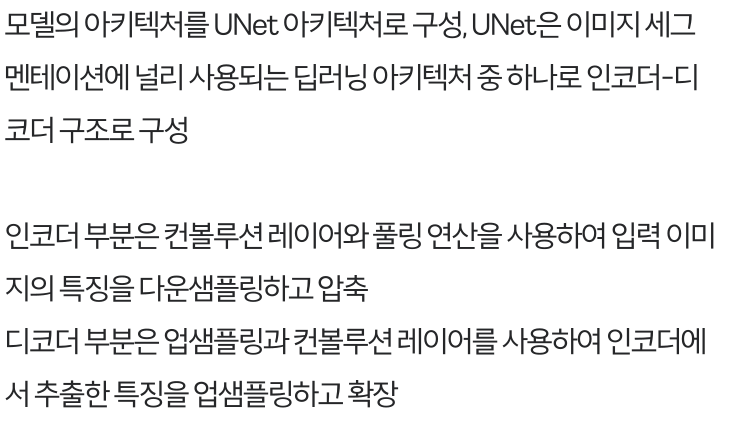 모델의 아키텍처를 UNet 아키텍처로 구성, UNet은 이미지 세그
멘테이션에 널리 사용되는 딥러닝 아키텍처 중 하나로 인코더-디
코더 구조로 구성
인코더 부분은 컨볼루션 레이어와 풀링 연산을 사용하여 입력 이미
지의 특징을 다운샘플링하고 압축
디코더 부분은 업샘플링과 컨볼루션 레이어를 사용하여 인코더에
서 추출한 특징을 업샘플링하고 확장